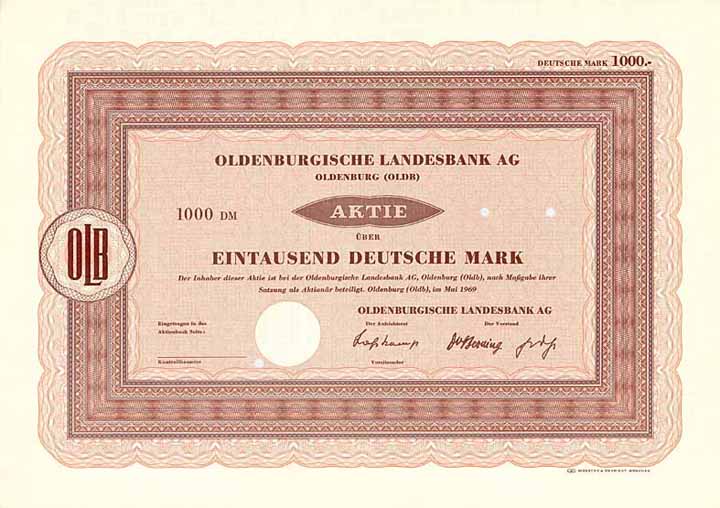 DEUTSCHE MARK 1000.-
OLDENBURGISCHE LANDESBANK AG
OLDENBURG (OLDB)
1000 DM
AKTIE
ÜBER
EINTAUSEND DEUTSCHE MARK
OLB
Der Inhaber dieser Aktie ist bei der Oldenburgische Landesbank AG, Oldenburg (Oldb), nach Maßgabe ihrer
Satzung als Aktionär beteiligt. Oldenburg (Oldb), im Mai 1969
OLDENBURGISCHE LANDESBANK AG
Eingetragen in das
Aktienbuch Seite:
Der Aufsichtsrat
Der Vorstand
Kontrollbeamter
Vorsitzender